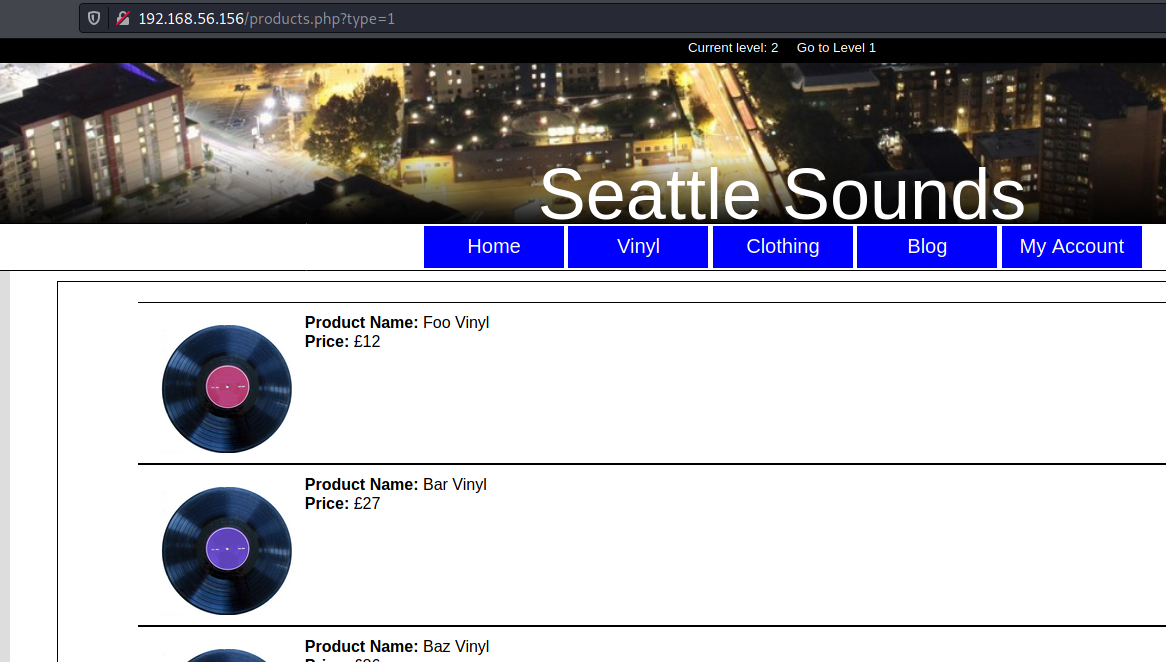 192.168.56.156/products.php?type=1
Current level: 2 Go to Level 1
Seattle Sounds
Home Vinyl Clothing Blog My Account
Product Name: Foo Vinyl
Price: £12
Product Name: Bar Vinyl
Price: £27
Product Name: Baz Vinyl